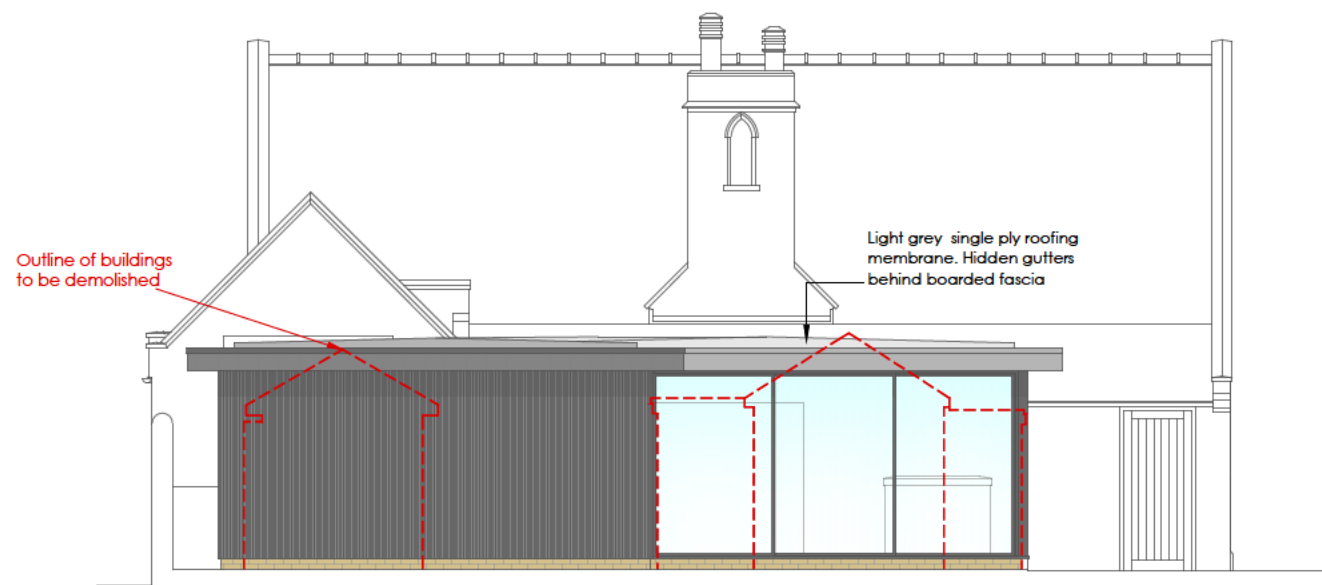 Outline of buildings
to be demolished
Light grey single ply roofing
membrane. Hidden gutters
behind boarded fascia